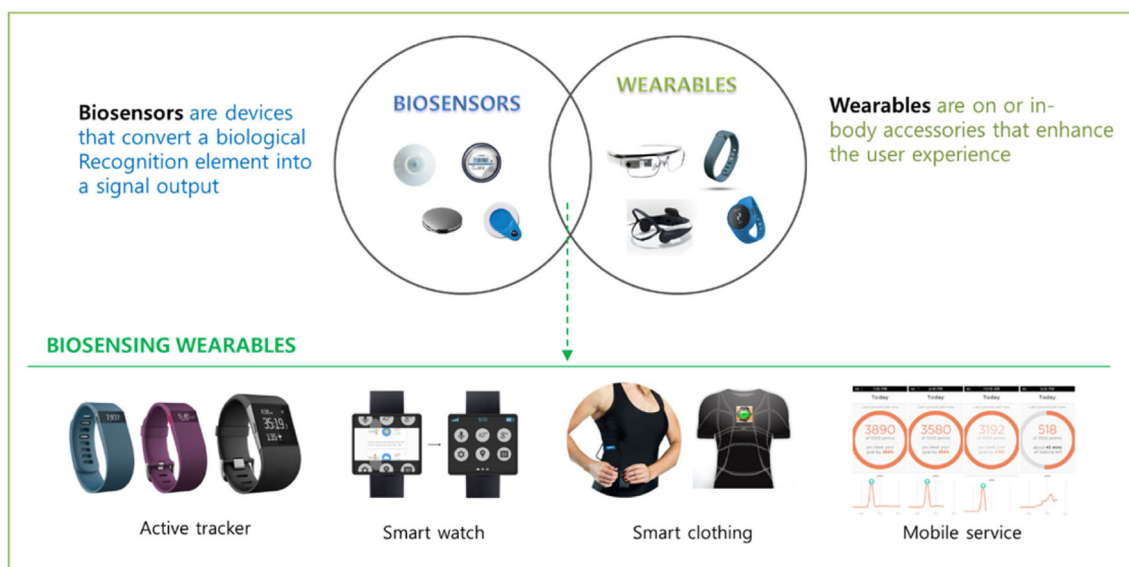 BIOSENSORS
WEARABLES
Biosensors are devices
that convert a biological
Recognition element into
a signal output
Wearables are on or in-
body accessories that enhance
the user experience
BIOSENSING WEARABLES
Active tracker
Smart watch
Smart clothing
Mobile service
Today
Today
Today
Today
3890
3580
3192
518